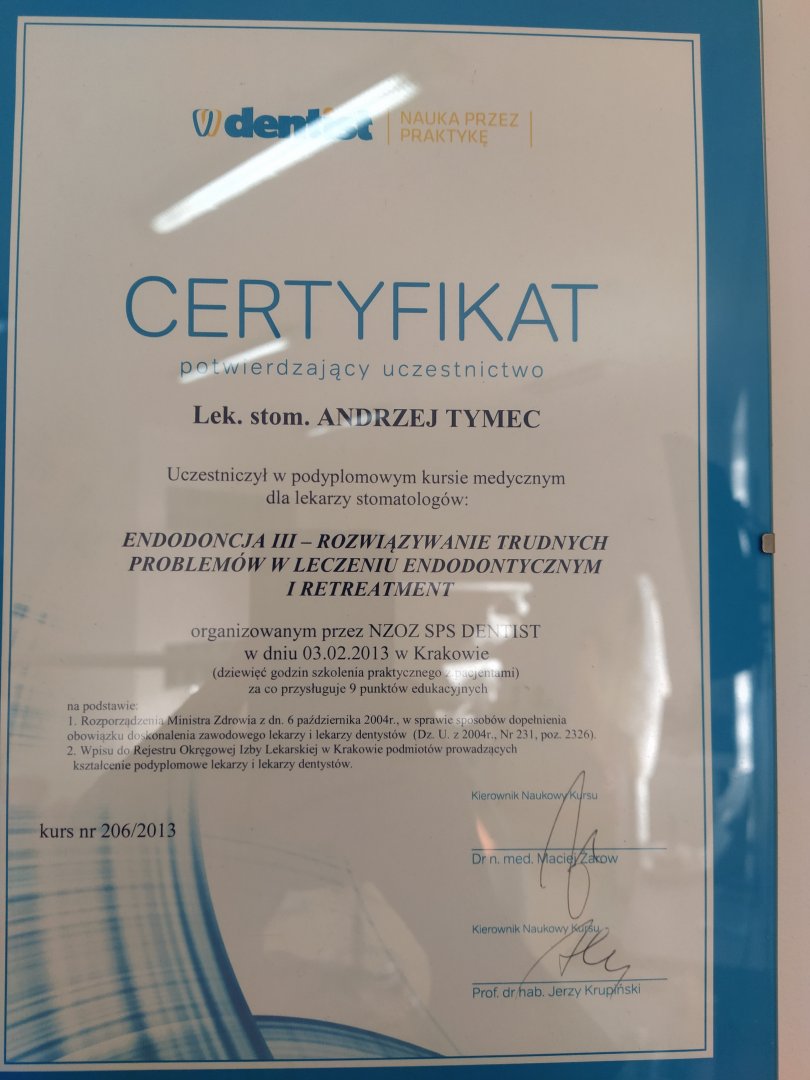 dentist
NAUKA PRZEZ
PRAKTYKĘ
CERTYFIKAT
potwierdzający uczestnictwo
Lek. stom. ANDRZEJ TYMEC
Uczestniczył w podyplomowym kursie medycznym
dla lekarzy stomatologów:
ENDODONCJA III – ROZWIĄZYWANIE TRUDNYCH
PROBLEMÓW W LECZENIU ENDODONTYCZNYM
I RETREATMENT
organizowanym przez NZOZ SPS DENTIST
w dniu 03.02.2013 w Krakowie
(dziewięć godzin szkolenia praktycznego z pacjentami)
za co przysługuje 9 punktów edukacyjnych
na podstawie:
1. Rozporządzenia Ministra Zdrowia z dn. 6 października 2004r., w sprawie sposobów dopełnienia
obowiązku doskonalenia zawodowego lekarzy i lekarzy dentystów (Dz. U. z 2004r., Nr 231, poz. 2326).
2. Wpisu do Rejestru Okręgowej Izby Lekarskiej w Krakowie podmiotów prowadzących
kształcenie podyplomowe lekarzy i lekarzy dentystów.
Kierownik Naukowy Kursu
kurs nr 206/2013
Dr n. med. Maciej Żarow
Kierownik Naukowy Kursu
Prof. dr hab. Jerzy Krupiński